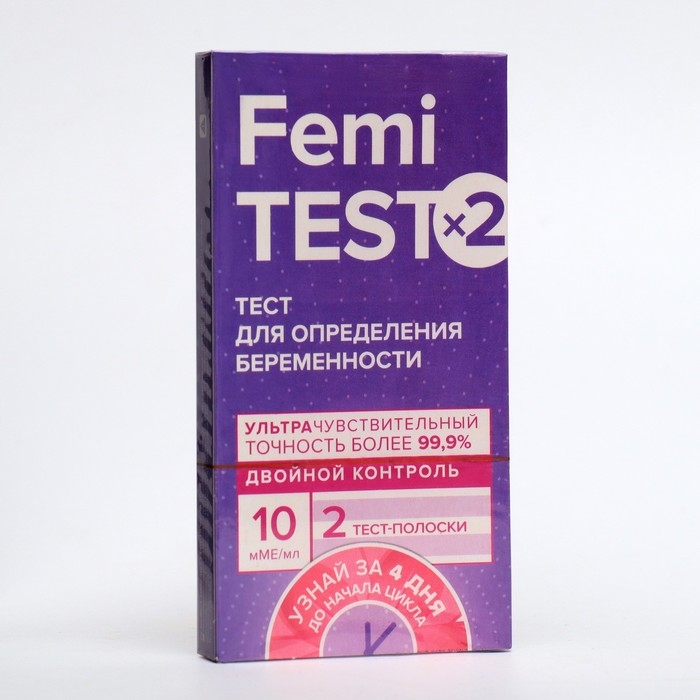 Femi
TEST x2
ТЕСТ
ДЛЯ ОПРЕДЕЛЕНИЯ
БЕРЕМЕННОСТИ
УЛЬТРАЧУВСТВИТЕЛЬНЫЙ
ТОЧНОСТЬ БОЛЕЕ 99,9%
ДВОЙНОЙ КОНТРОЛЬ
10
мМЕ/мл
2 ТЕСТ-ПОЛОСКИ
УЗНАЙ ЗА 4 ДНЯ
ДО НАЧАЛА ЦИКЛА